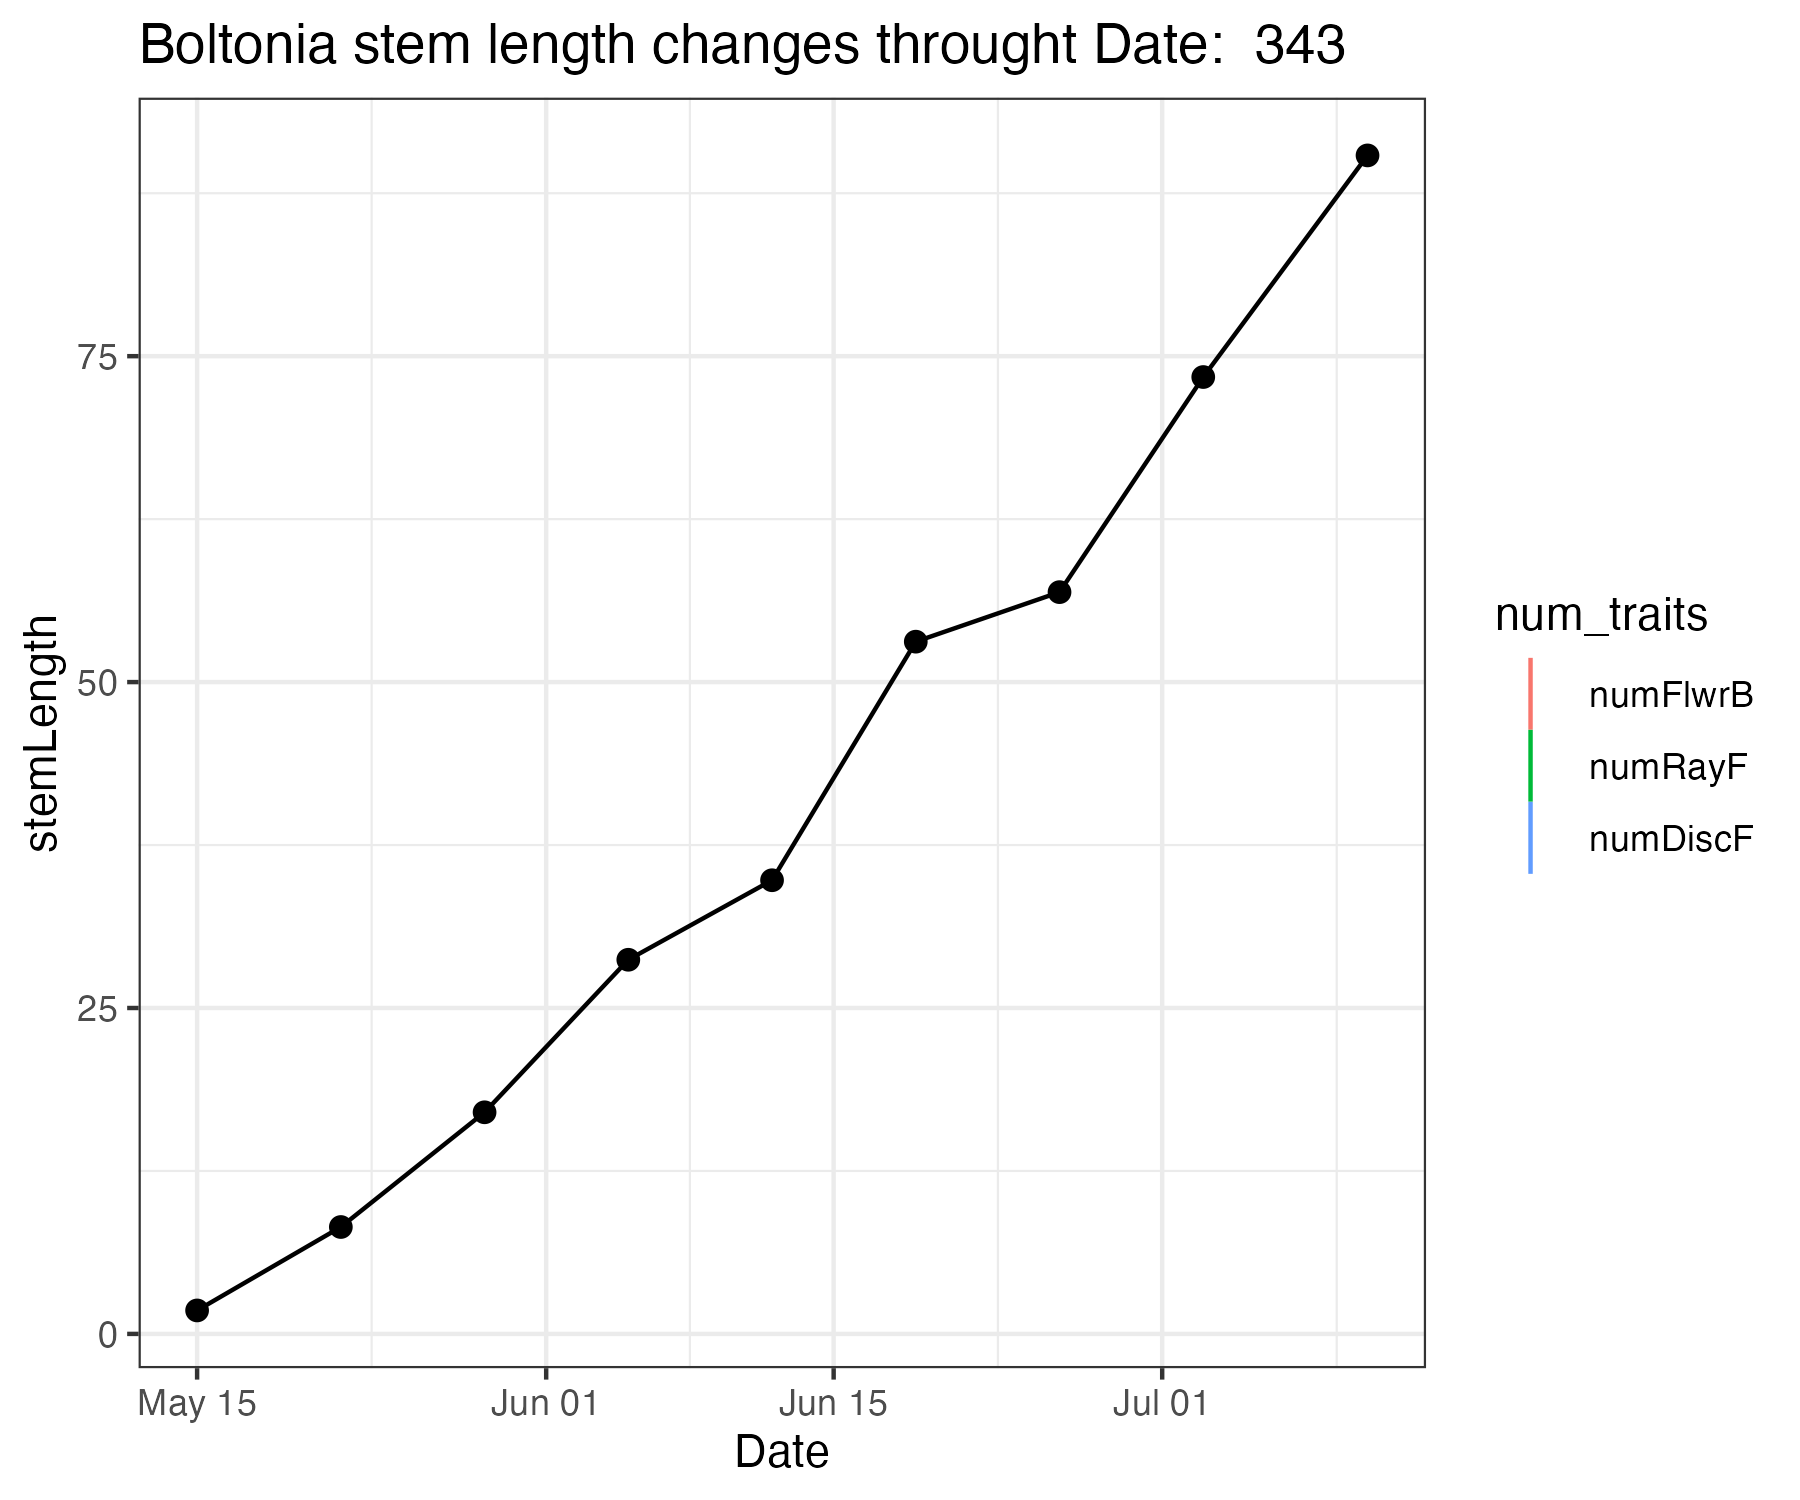 Boltonia stem length changes throught Date:  343
stemLength
75
50
25
0
May 15
Jun 01
Jun 15
Jul 01
Date
num_traits
numFlwrB
numRayF
numDiscF